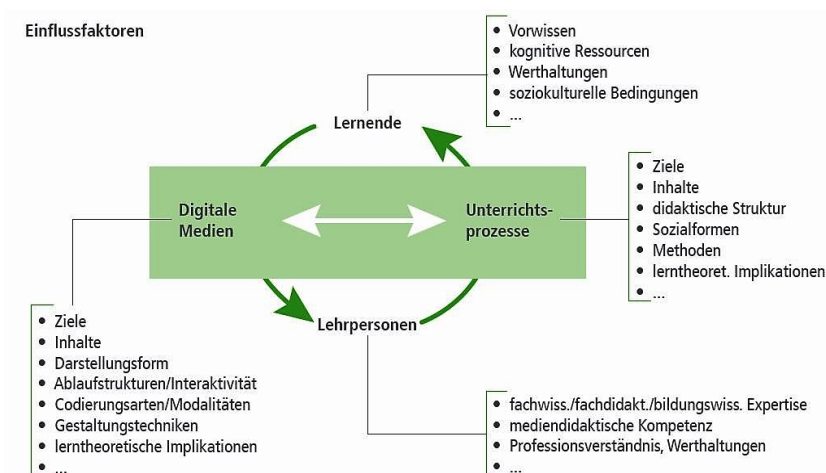 Einflussfaktoren
• Vorwissen
• kognitive Ressourcen
• Werthaltungen
• soziokulturelle Bedingungen
• ...
Lernende
Digitale
Medien
Unterrichts-
prozesse
• Ziele
• Inhalte
• didaktische Struktur
• Sozialformen
• Methoden
• lerntheoret. Implikationen
• ...
Lehrpersonen
• Ziele
• Inhalte
• Darstellungsform
• Ablaufstrukturen/Interaktivität
• Codierungsarten/Modalitäten
• Gestaltungstechniken
• lerntheoretische Implikationen
• ...
• fachwiss./fachdidakt./bildungswiss. Expertise
• mediendidaktische Kompetenz
• Professionsverständnis, Werthaltungen
• ...